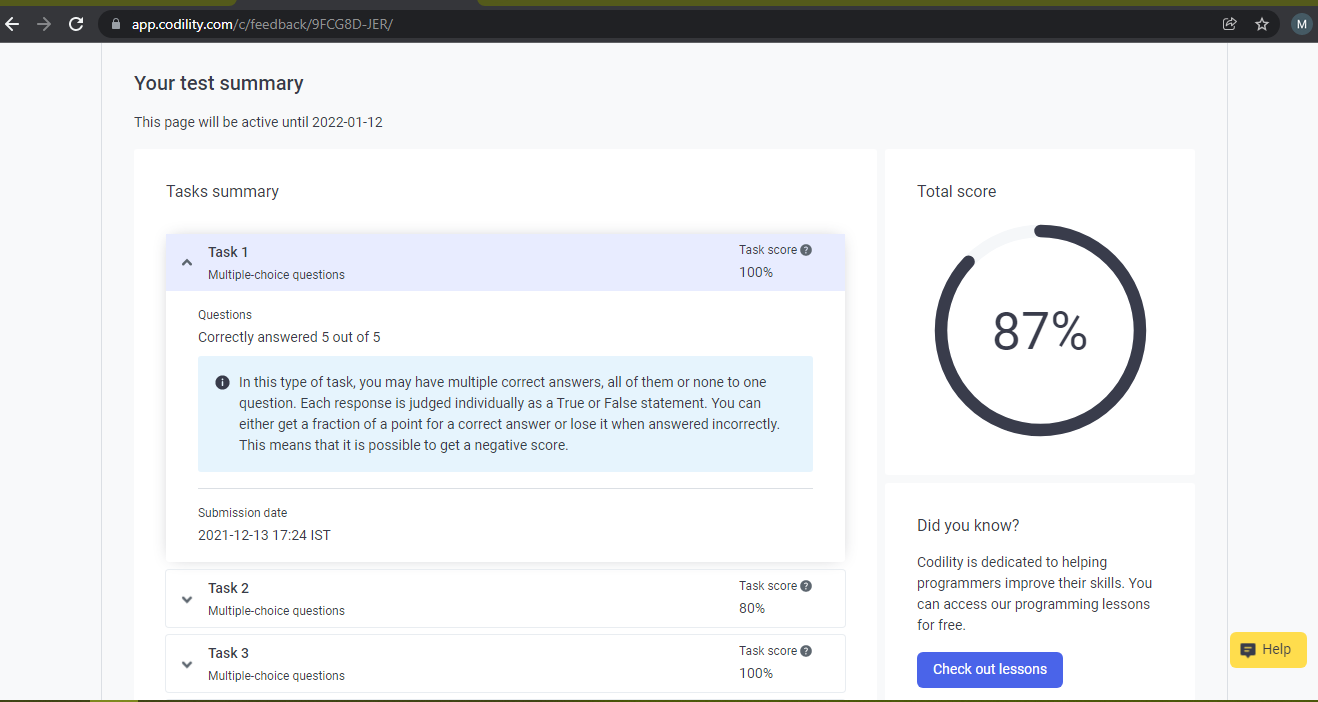 app.codility.com/c/feedback/9FCG8D-JER/
M
Your test summary
This page will be active until 2022-01-12
Tasks summary
Task 1
Multiple-choice questions
Task score ?
100%
Questions
Correctly answered 5 out of 5
In this type of task, you may have multiple correct answers, all of them or none to one
question. Each response is judged individually as a True or False statement. You can
either get a fraction of a point for a correct answer or lose it when answered incorrectly.
This means that it is possible to get a negative score.
Submission date
2021-12-13 17:24 IST
Task 2
Multiple-choice questions
Task score ?
80%
Task 3
Multiple-choice questions
Task score ?
100%
Total score
87%
Did you know?
Codility is dedicated to helping
programmers improve their skills. You
can access our programming lessons
for free.
Check out lessons
Help